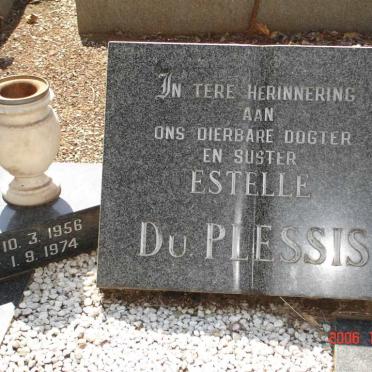 In TERE HERINNERING
AAN
ONS DIERBARE DOGTER
EN SUSTER
ESTELLE
DU PLESSIS
10. 3. 1956
1. 9. 1974
2006